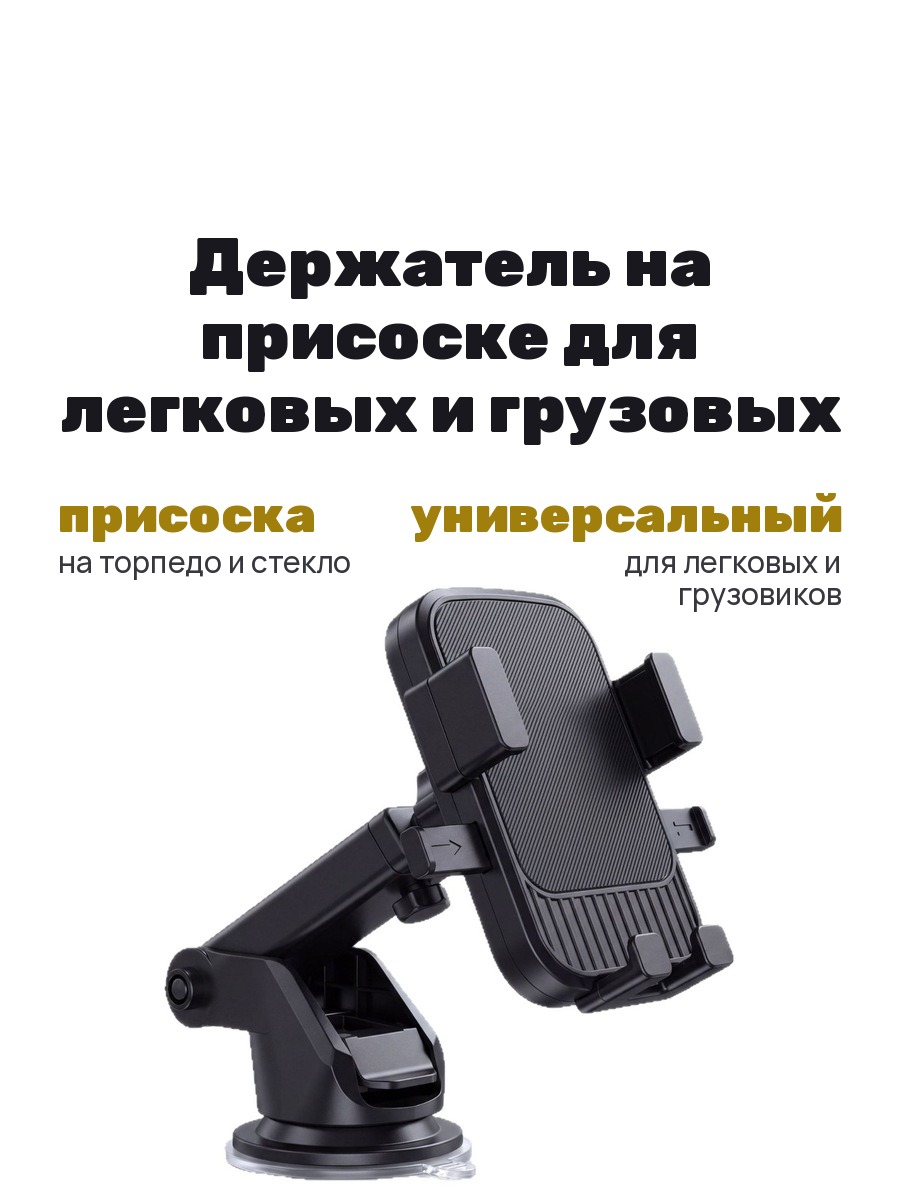 Держатель на
присоске для
легковых и грузовых
присоска
на торпедо и стекло
универсальный
для легковых и
грузовиков